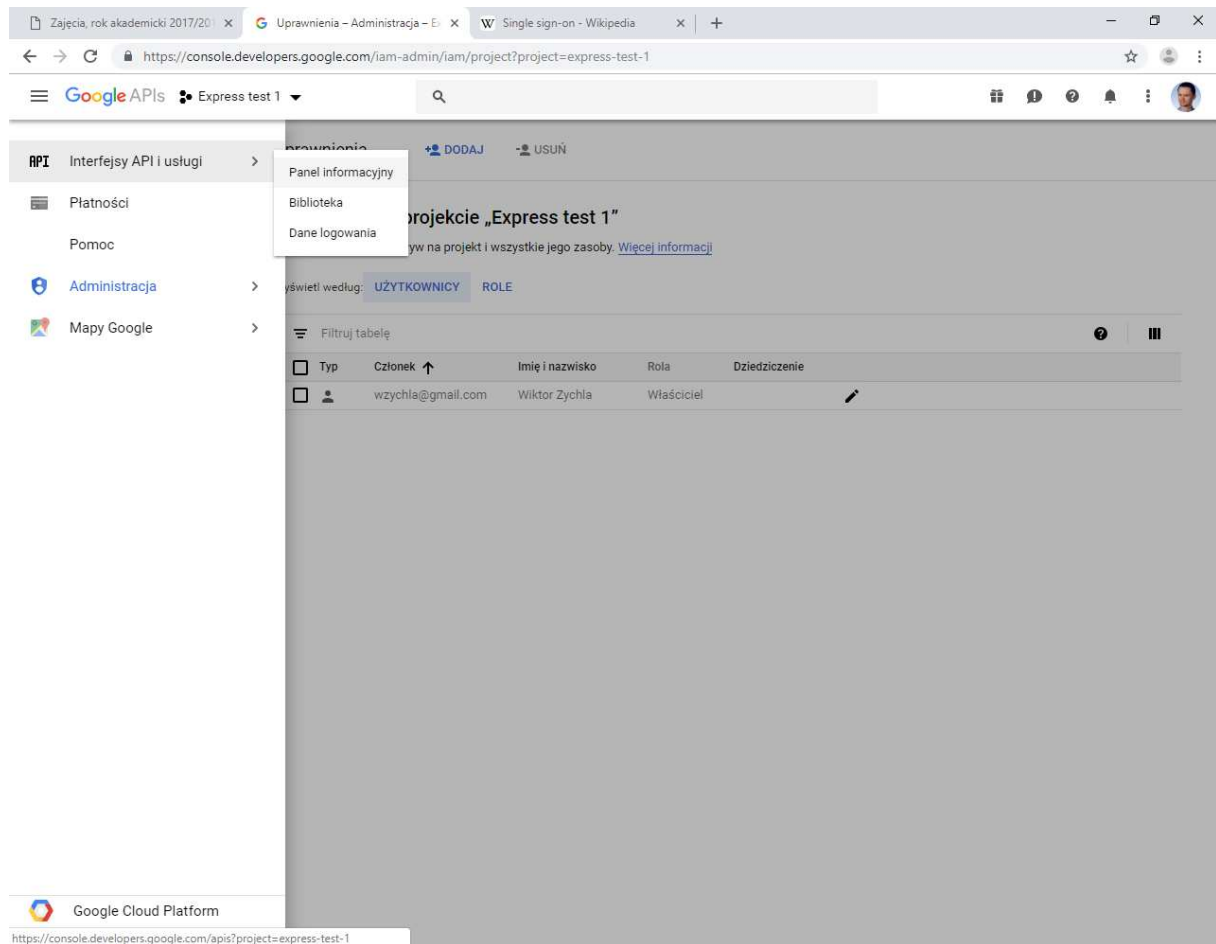 Zajęcia, rok akademicki 2017/201
Uprawnienia – Administracja – Ex
Single sign-on - Wikipedia
https://console.developers.google.com/iam-admin/iam/project?project=express-test-1
Google APIs Express test 1
API Interfejsy API i usługi
Płatności
Pomoc
Administracja
Mapy Google
Panel informacyjny
Biblioteka
Dane logowania
prawnienia DODAJ USUŃ
projekcie „Express test 1”
yw na projekt i wszystkie jego zasoby. Więcej informacji
yświetl według: UŻYTKOWNICY ROLE
Filtruj tabelę
Typ Członek Imię i nazwisko Rola Dziedziczenie
wzychla@gmail.com Wiktor Zychla Właściciel
Google Cloud Platform
https://console.developers.google.com/apis?project=express-test-1